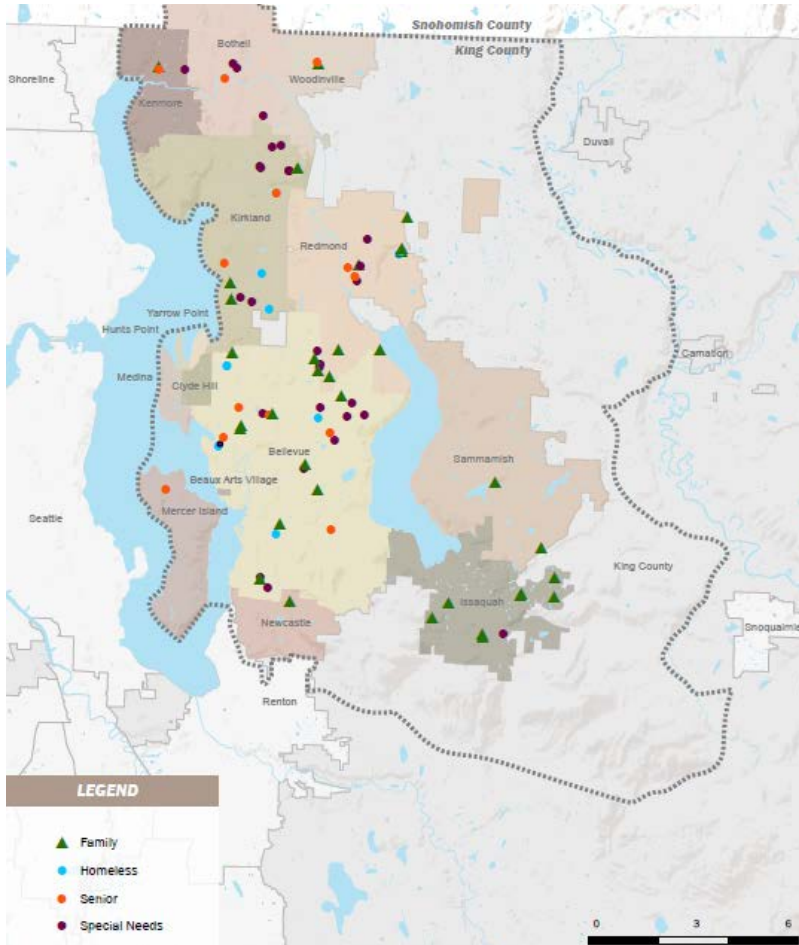 Snohomish County
King County
Bothell
Shoreline
Woodinville
Kenmore
Duvall
Kirkland
Redmond
Yarrow Point
Hunts Point
Carnation
Medina
Clyde Hill
Bellevue
Sammamish
Beaux Arts Village
Mercer Island
Seattle
King County
Issaquah
Newcastle
Snoqualmie
Renton
LEGEND
Family
Homeless
Senior
Special Needs
0 3 6